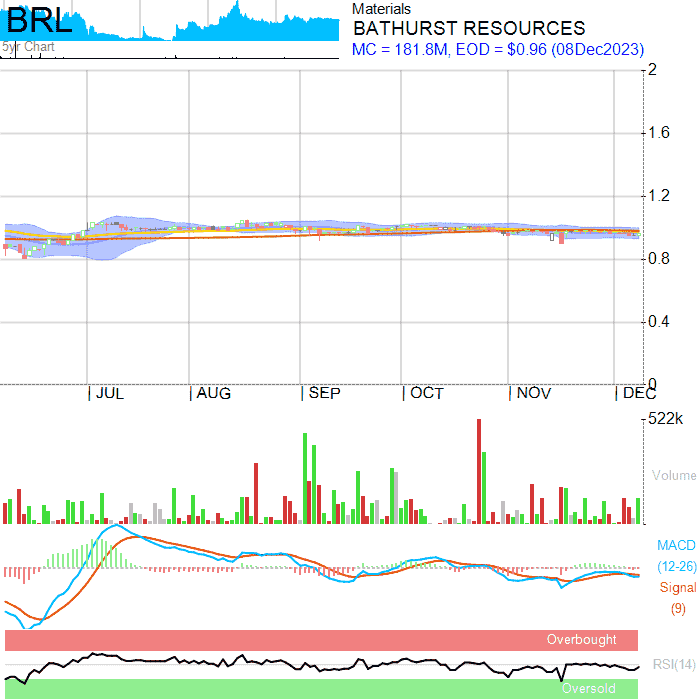 BRL
5yr Chart
Materials
BATHURST RESOURCES
MC = 181.8M, EOD = $0.96 (08Dec2023)
2
1.6
1.2
0.8
0.4
0
JUL AUG SEP OCT NOV DEC
522k
Volume
MACD
(12-26)
Signal
(9)
Overbought
RSI(14)
Oversold